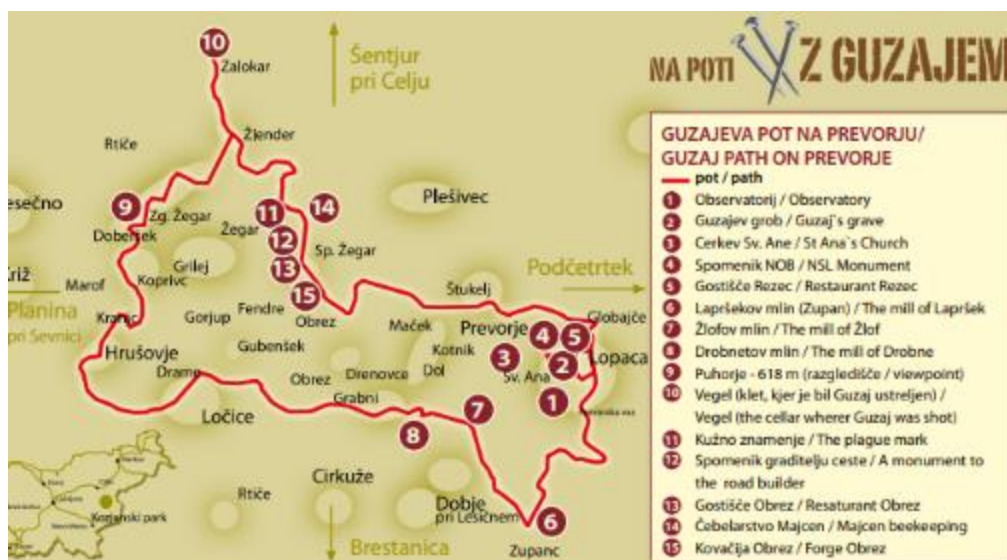 10
Zalokar
Šentjur
pri Celju
NA POTI Z GUZAJEM
Rtiče
Žlender
Plešivec
9
Zg. Žegar
Doberšek
11
14
Žegar
12
Sp. Žegar
13
15
Grilej
Koprivc
Marof
Planina
pri Sevnici
Kranjc
Gorjup
Fendre
Obrez
Gubenšek
Hrušovje
Drame
Podčetrtek
Štukelj
Globajče
Maček
Prevorje
4
5
Kotnik
3
2
Lopaca
Dol
Sv. Ana
1
Obrez
Drenovce
Grabni
Ločice
7
8
Cirkuže
Rtiče
Dobje
pri Lesičnem
6
Zupanc
Brestanica
Kozjanski park
GUZAJEVA POT NA PREVORJU/
GUZAJ PATH ON PREVORJE
pot / path
1 Observatorij / Observatory
2 Guzajev grob / Guzaj`s grave
3 Cerkev Sv. Ane / St Ana`s Church
4 Spomenik NOB / NSL Monument
5 Gostišče Rezec / Restaurant Rezec
6 Lapršekov mlin (Zupan) / The mill of Lapršek
7 Žlofov mlin / The mill of Žlof
8 Drobnetov mlin / The mill of Drobne
9 Puhorje - 618 m (razgledišče / viewpoint)
10 Vegel (klet, kjer je bil Guzaj ustreljen) /
Vegel (the cellar wherer Guzaj was shot)
11 Kužno znamenje / The plague mark
12 Spomenik graditelju ceste / A monument to
the road builder
13 Gostišče Obrez / Resaturant Obrez
14 Čebelarstvo Majcen / Majcen beekeeping
15 Kovačija Obrez / Forge Obrez